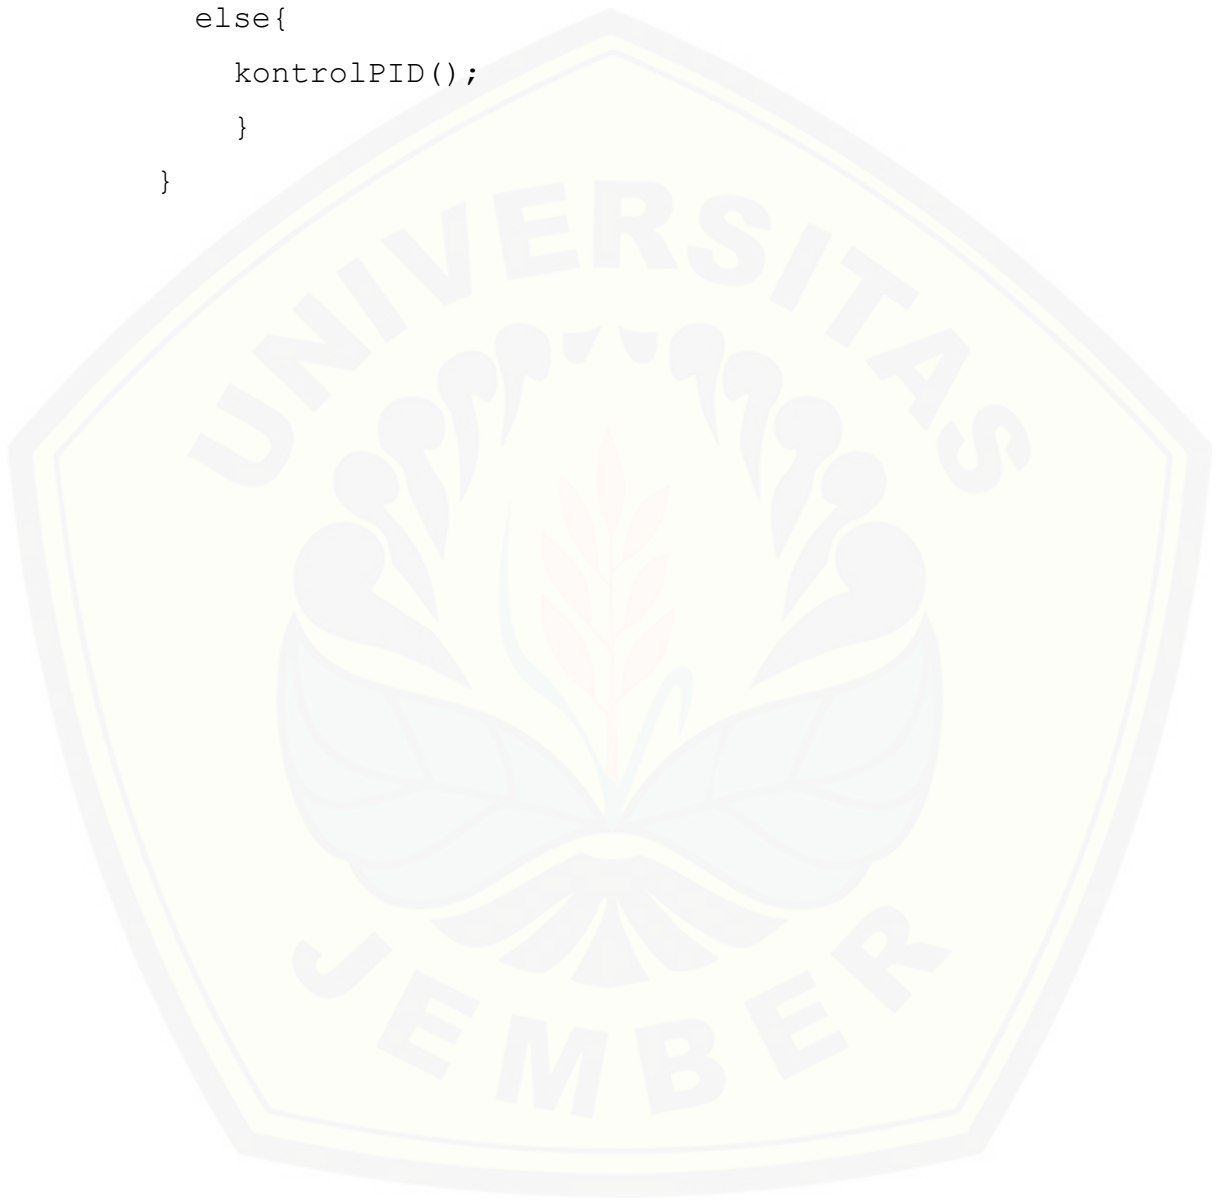 else{
kontrolPID();
}
}
UNIVERSITAS
JEMBER